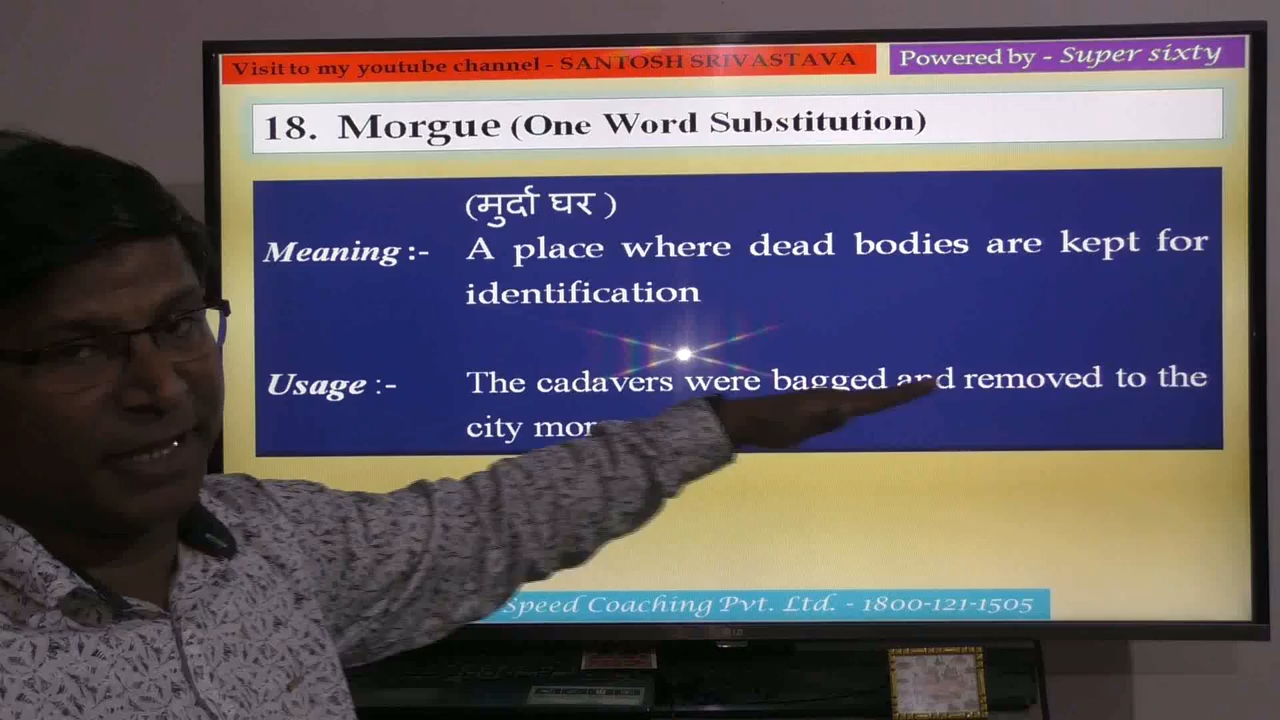 Visit to my youtube channel - SANTOSH SRIVASTAVA
Powered by - Super sixty
18. Morgue (One Word Substitution)
(मुर्दा घर )
Meaning :- A place where dead bodies are kept for
identification
Usage :- The cadavers were bagged and removed to the
city
Speed Coaching Pvt. Ltd. - 1800-121-1505
LG